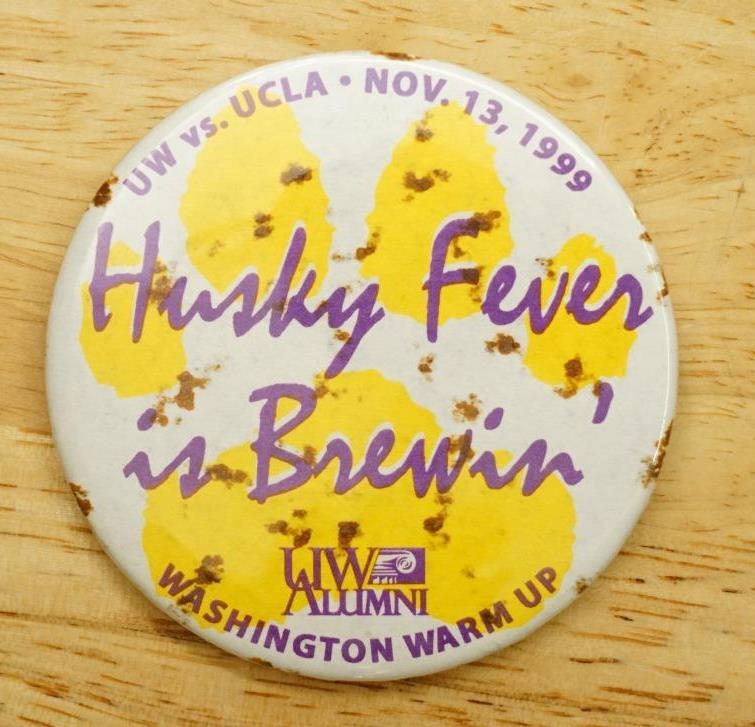 UW vs. UCLA • NOV. 13, 1999
Husky Fever
is Brewin'
UW
ALUMNI
WASHINGTON WARM UP